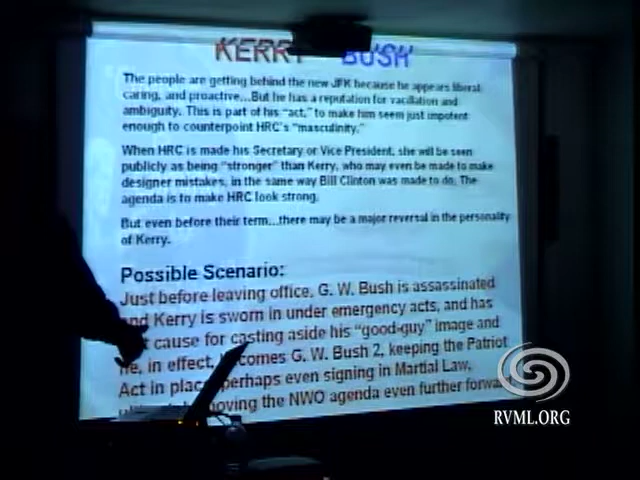 KERRY BUSH
The people are getting behind the new JFK because he appears liberal,
caring, and proactive...But he has a reputation for vacillation and
ambiguity. This is part of his "act," to make him seem just impotent
enough to counterpoint HRC's "masculinity."
When HRC is made his Secretary or Vice President, she will be seen
publicly as being "stronger" than Kerry, who may even be made to make
designer mistakes, in the same way Bill Clinton was made to do. The
agenda is to make HRC look strong.
But even before their term...there may be a major reversal in the personality
of Kerry.
Possible Scenario:
Just before leaving office, G. W. Bush is assassinated
and Kerry is sworn in under emergency acts, and has
cause for casting aside his "good-guy" image and
he, in effect, becomes G. W. Bush 2, keeping the Patriot
Act in place, perhaps even signing in Martial Law,
moving the NWO agenda even further forward
RVML.ORG